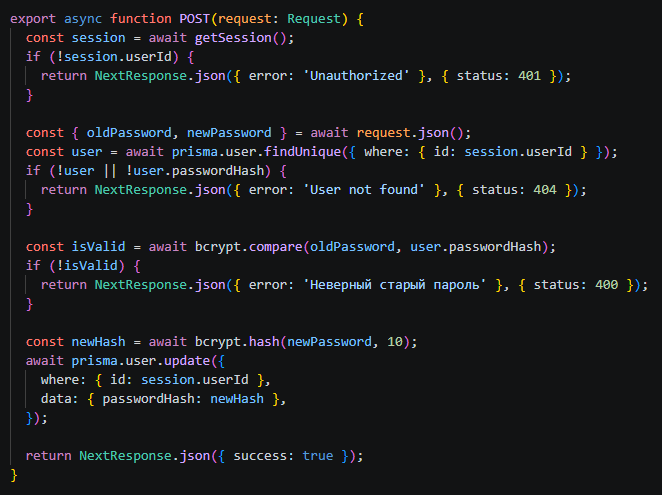 export async function POST(request: Request) {
  const session = await getSession();
  if (!session.userId) {
    return NextResponse.json({ error: 'Unauthorized' }, { status: 401 });
  }

  const { oldPassword, newPassword } = await request.json();
  const user = await prisma.user.findUnique({ where: { id: session.userId } });
  if (!user || !user.passwordHash) {
    return NextResponse.json({ error: 'User not found' }, { status: 404 });
  }

  const isValid = await bcrypt.compare(oldPassword, user.passwordHash);
  if (!isValid) {
    return NextResponse.json({ error: 'Неверный старый пароль' }, { status: 400 });
  }

  const newHash = await bcrypt.hash(newPassword, 10);
  await prisma.user.update({
    where: { id: session.userId },
    data: { passwordHash: newHash },
  });

  return NextResponse.json({ success: true });
}